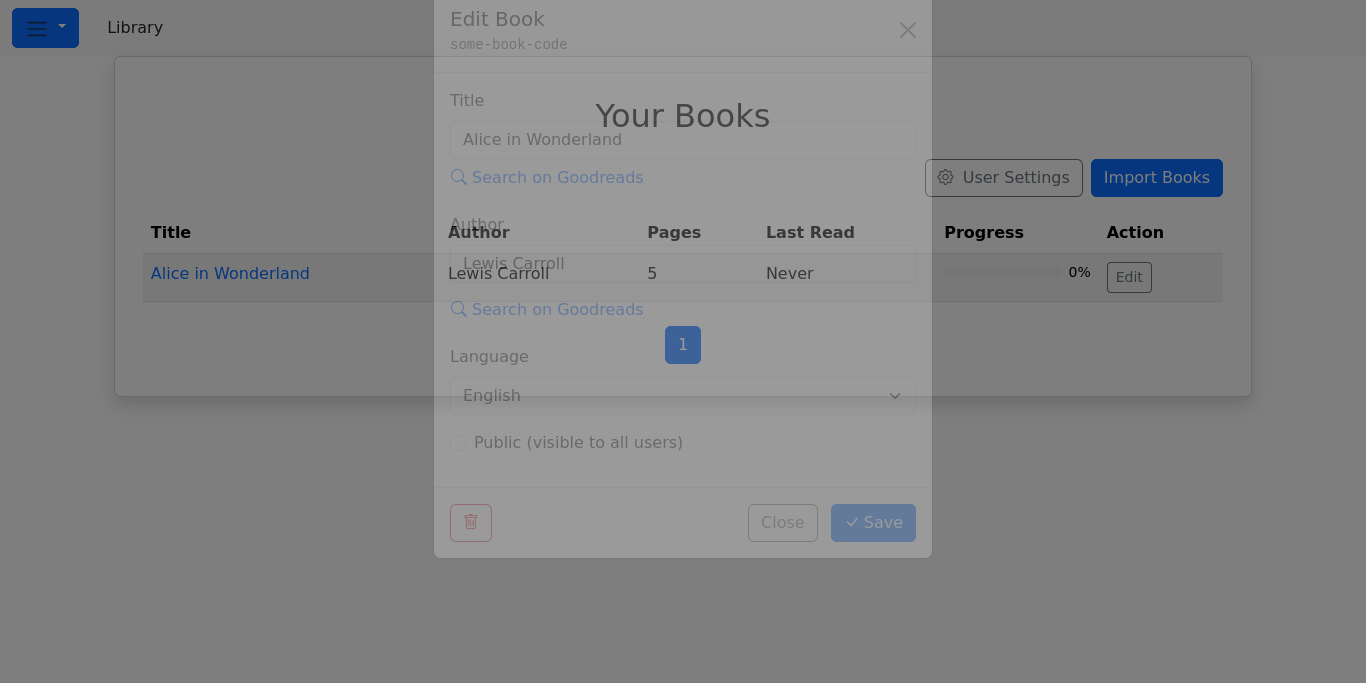 Library
Edit Book
some-book-code
Title
Your Books
Alice in Wonderland
Search on Goodreads
User Settings
Import Books
Author
Title Author Pages Last Read Progress Action
Lewis Carroll
Alice in Wonderland Lewis Carroll 5 Never 0% Edit
Search on Goodreads
1
Language
English
Public (visible to all users)
Close
Save